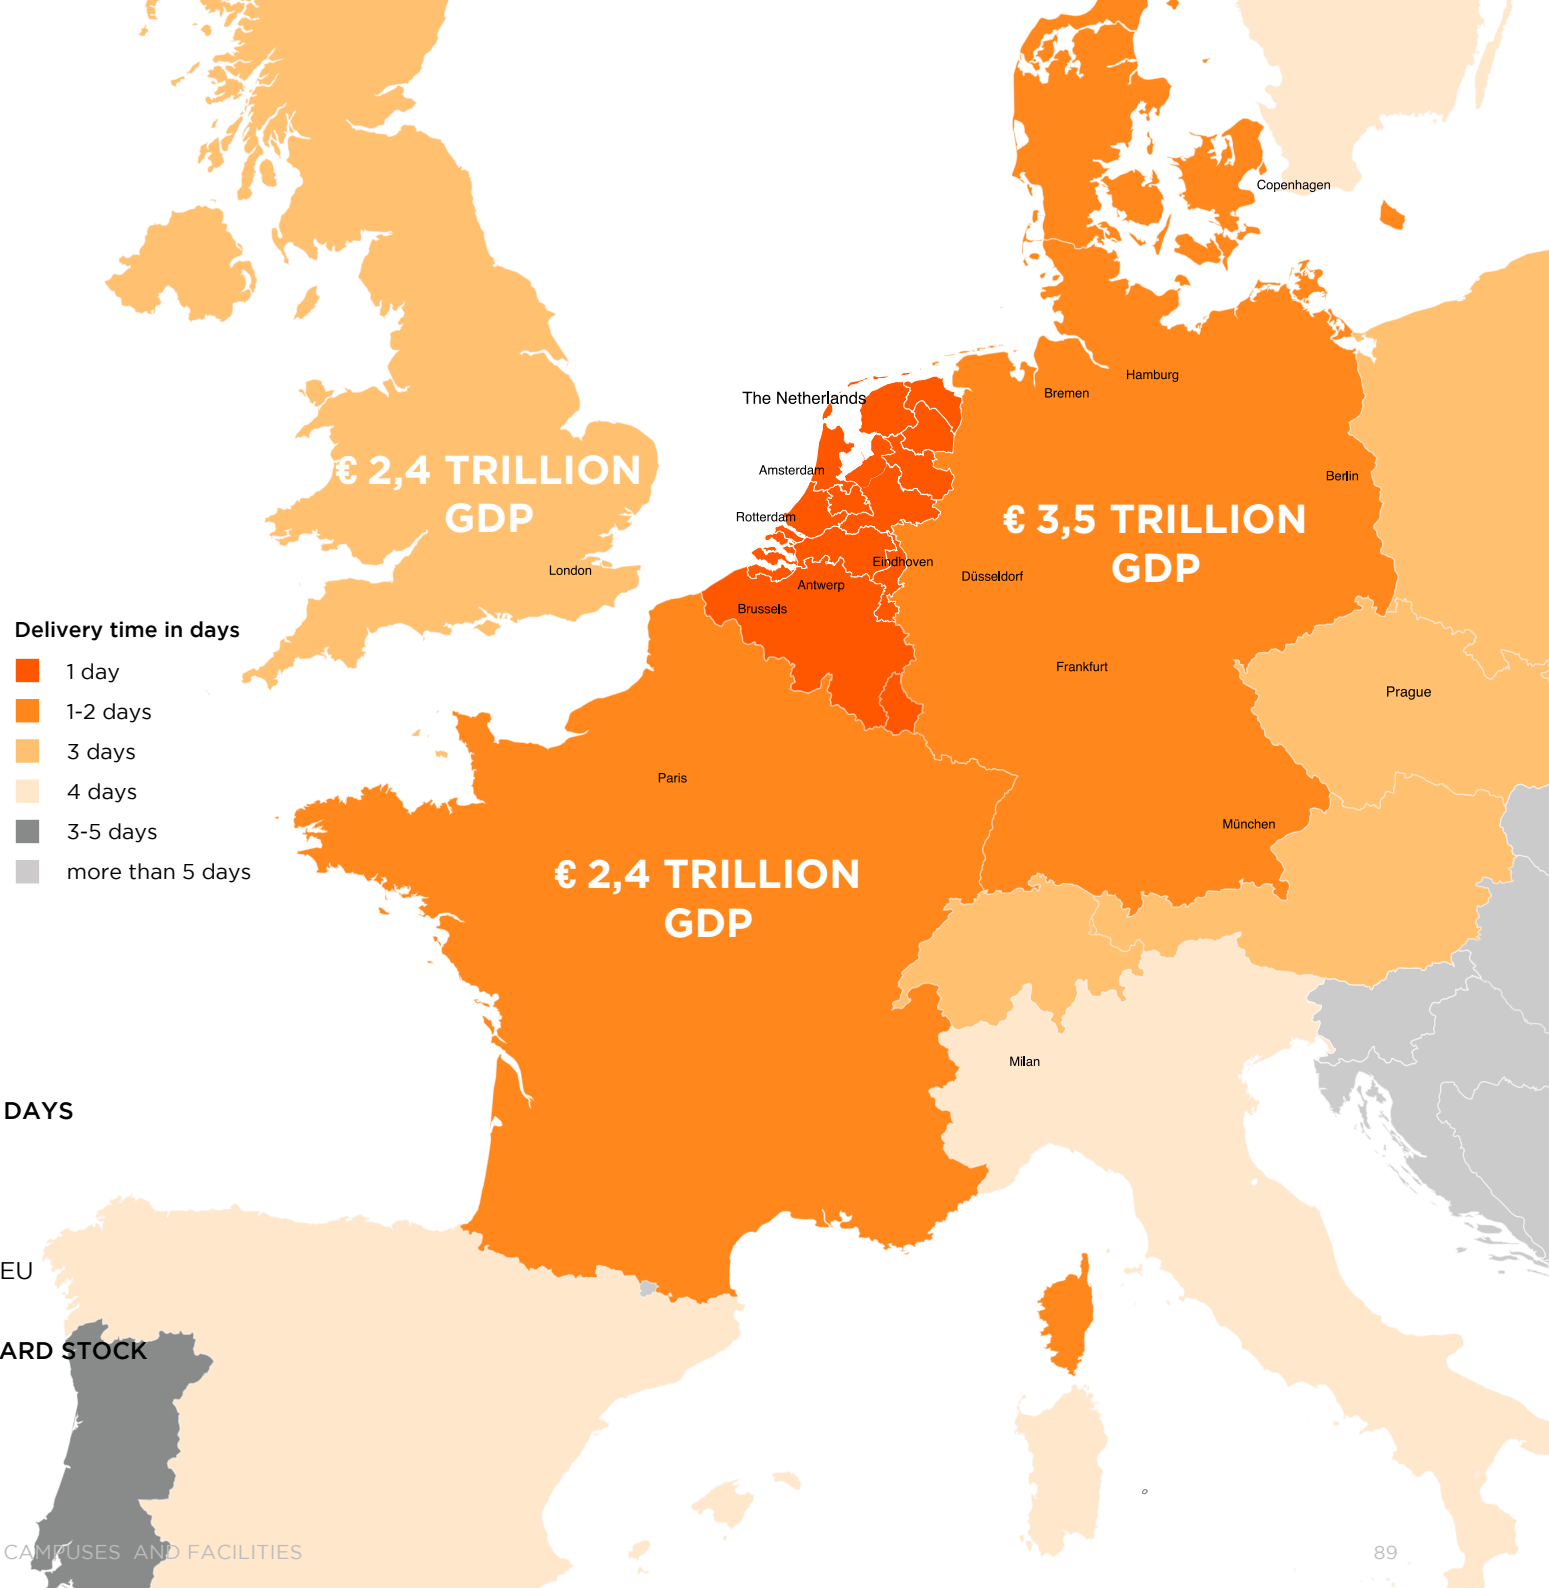 Copenhagen
Hamburg
Bremen
The Netherlands
€ 2,4 TRILLION
GDP
Amsterdam
Berlin
Rotterdam
€ 3,5 TRILLION
GDP
London
Eindhoven
Düsseldorf
Antwerp
Brussels
Delivery time in days
1 day
1-2 days
3 days
4 days
3-5 days
more than 5 days
Frankfurt
Prague
Paris
München
€ 2,4 TRILLION
GDP
Milan
DAYS
EU
ARD STOCK
CAMPUSES AND FACILITIES
89